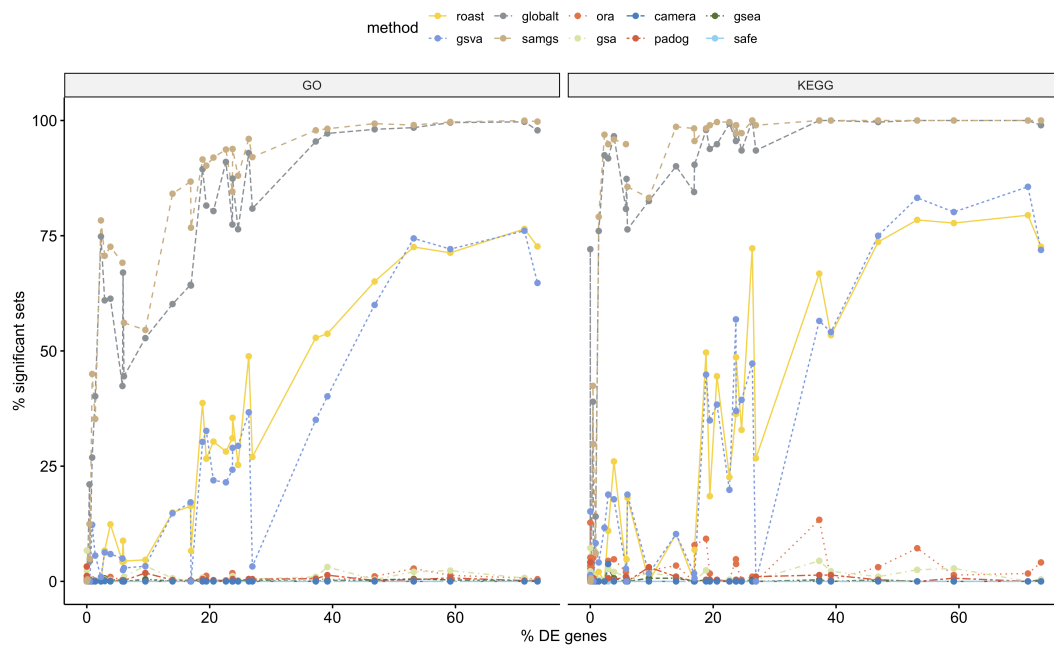 method
roast globalt ora camera gsea
gsva samgs gsa padog safe
GO KEGG
% significant sets
100
75
50
25
0
0 20 40 60 0 20 40 60
% DE genes